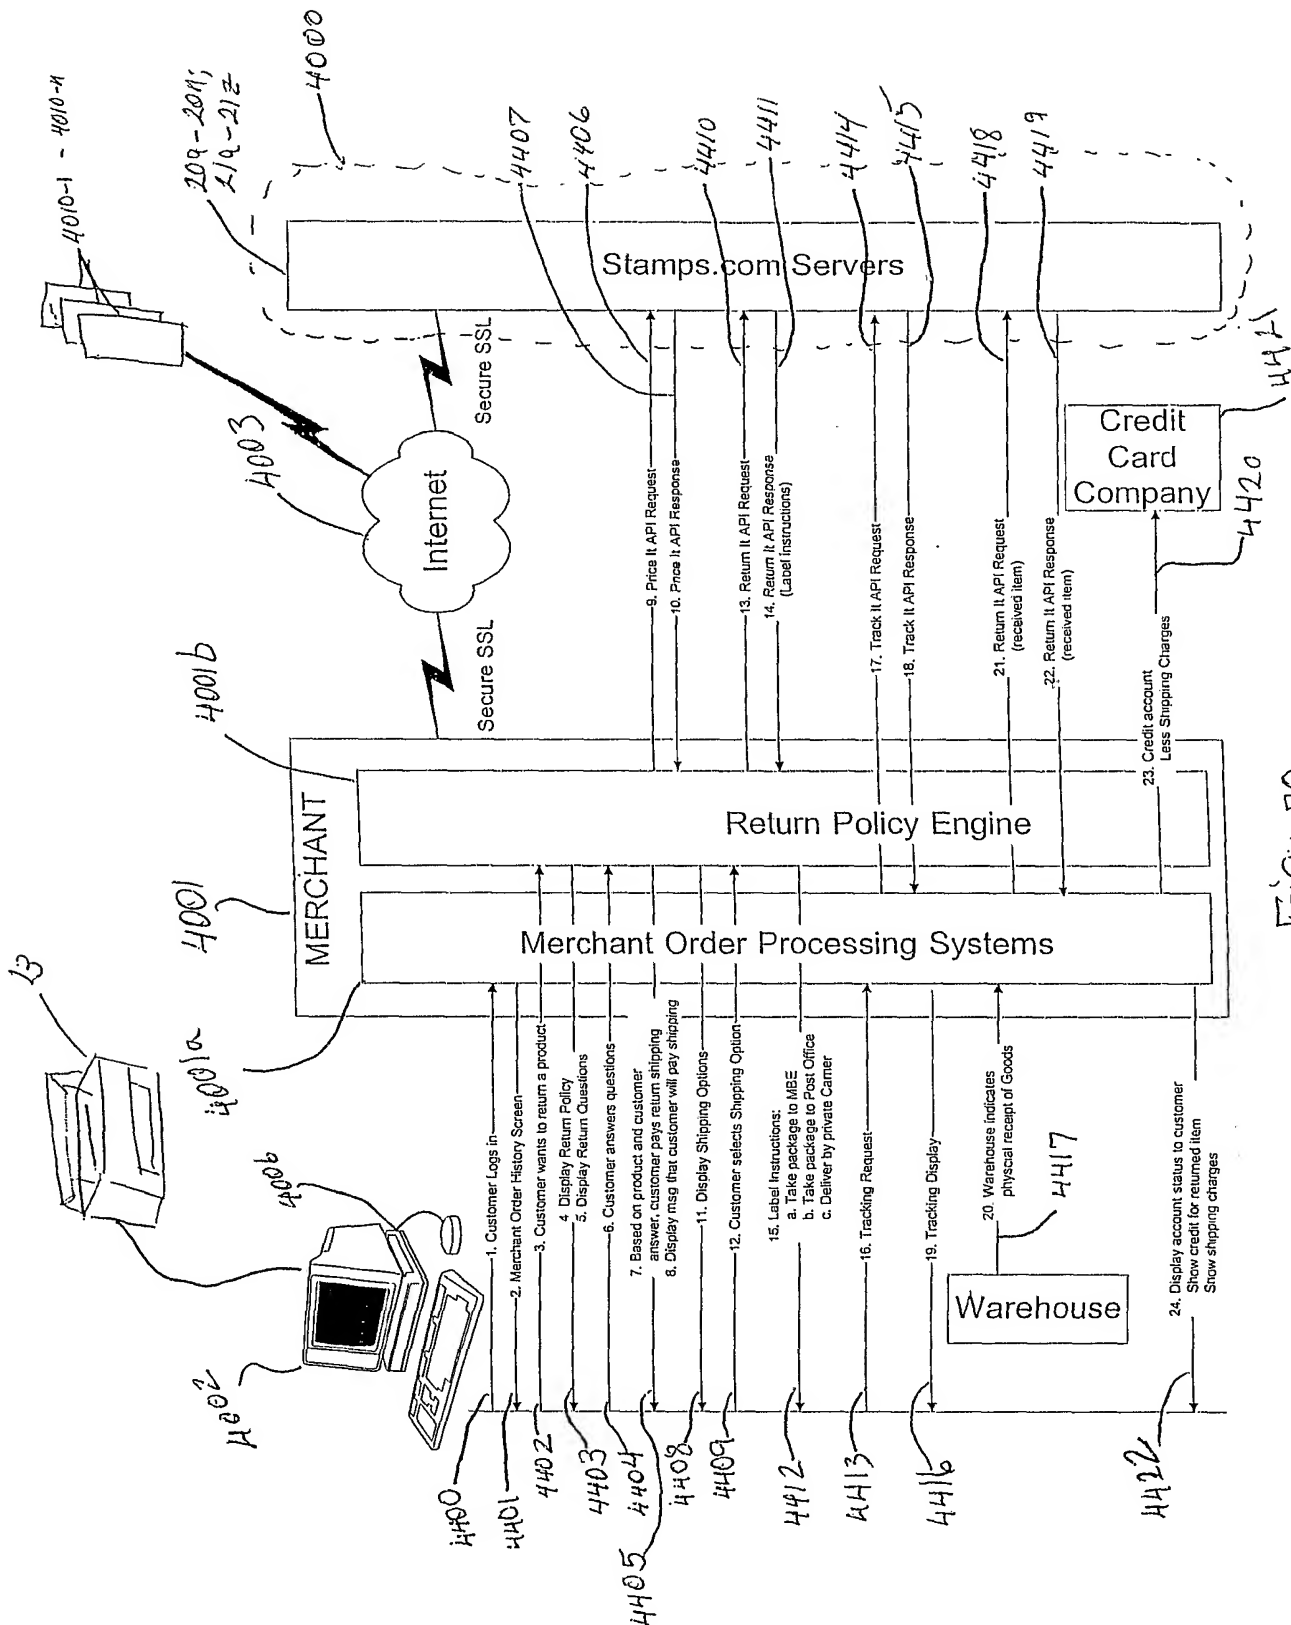 4010-1 - 4010-n
20a-20n;
21a-21z
4000
4003
Internet
Secure SSL
Secure SSL
Stamps.com Servers
23
4001
4001a
4001b
MERCHANT
Merchant Order Processing Systems
Return Policy Engine
4002
4006
4400
1. Customer Logs in
4401
2. Merchant Order History Screen
4402
3. Customer wants to return a product
4403
4 Display Return Policy
5. Display Return Questions
4404
6. Customer answers questions
4405
7. Based on product and customer
answer, customer pays return shipping
8. Display msg that customer will pay shipping
9. Price It API Request
4406
10. Price It API Response
4407
4408
11. Display Shipping Options
4409
12. Customer selects Shipping Option
13. Return It API Request
4410
14. Return It API Response
(Label Instructions)
4411
4412
15. Label Instructions:
a. Take package to MBE
b. Take package to Post Office
c. Deliver by private Carrier
4413
16. Tracking Request
17. Track It API Request
4414
18. Track It API Response
4415
4416
19. Tracking Display
Warehouse
20. Warehouse indicates
physcial receipt of Goods
4417
21. Return It API Request
(received item)
4418
22. Return It API Response
(received item)
4419
23. Credit account
Less Shipping Charges
4420
Credit
Card
Company
4421
4422
24. Display account status to customer
Show credit for returned item
Show shipping charges